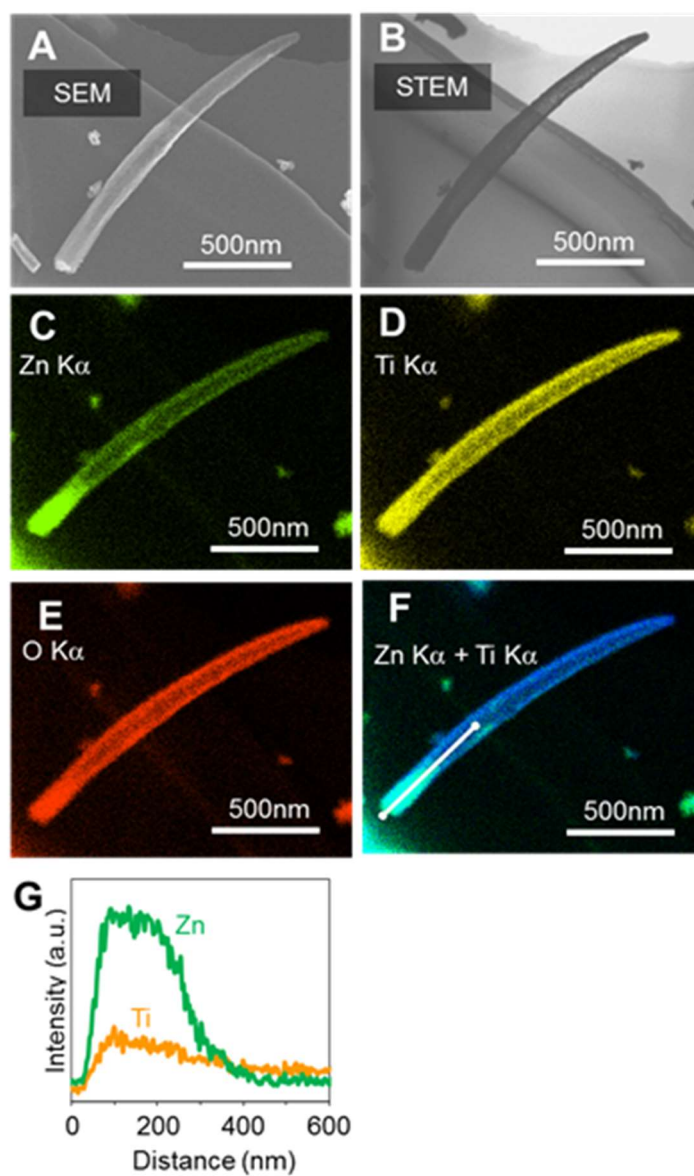 A
SEM
500nm
B
STEM
500nm
C
Zn Kα
500nm
D
Ti Kα
500nm
E
O Kα
500nm
F
Zn Kα + Ti Kα
500nm
G
Intensity (a.u.)
Zn
Ti
0 200 400 600
Distance (nm)